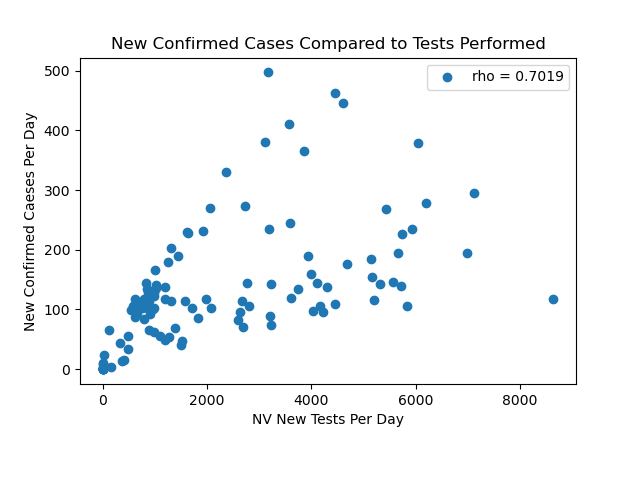 New Confirmed Cases Compared to Tests Performed
rho = 0.7019
New Confirmed Caeses Per Day
500
400
300
200
100
0
0 2000 4000 6000 8000
NV New Tests Per Day